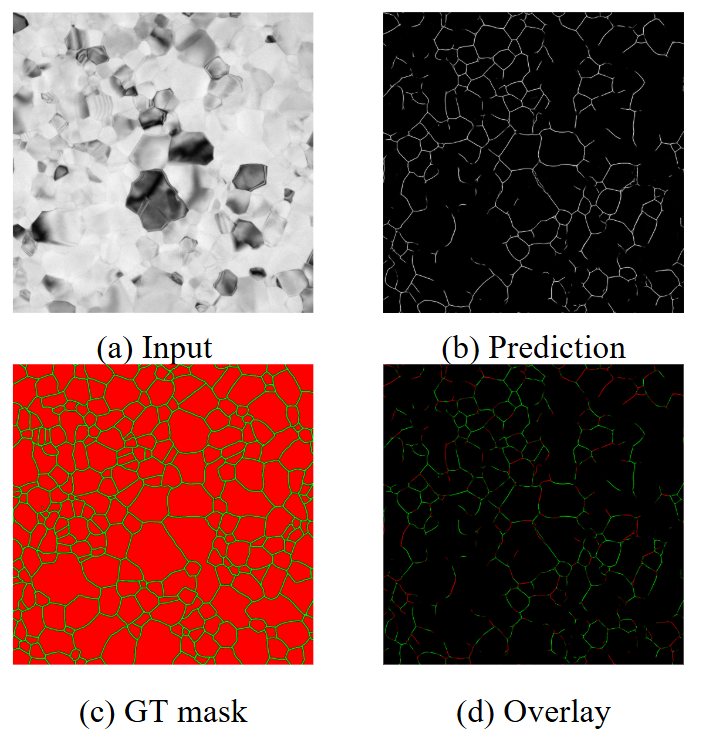 (a) Input
(b) Prediction
(c) GT mask
(d) Overlay